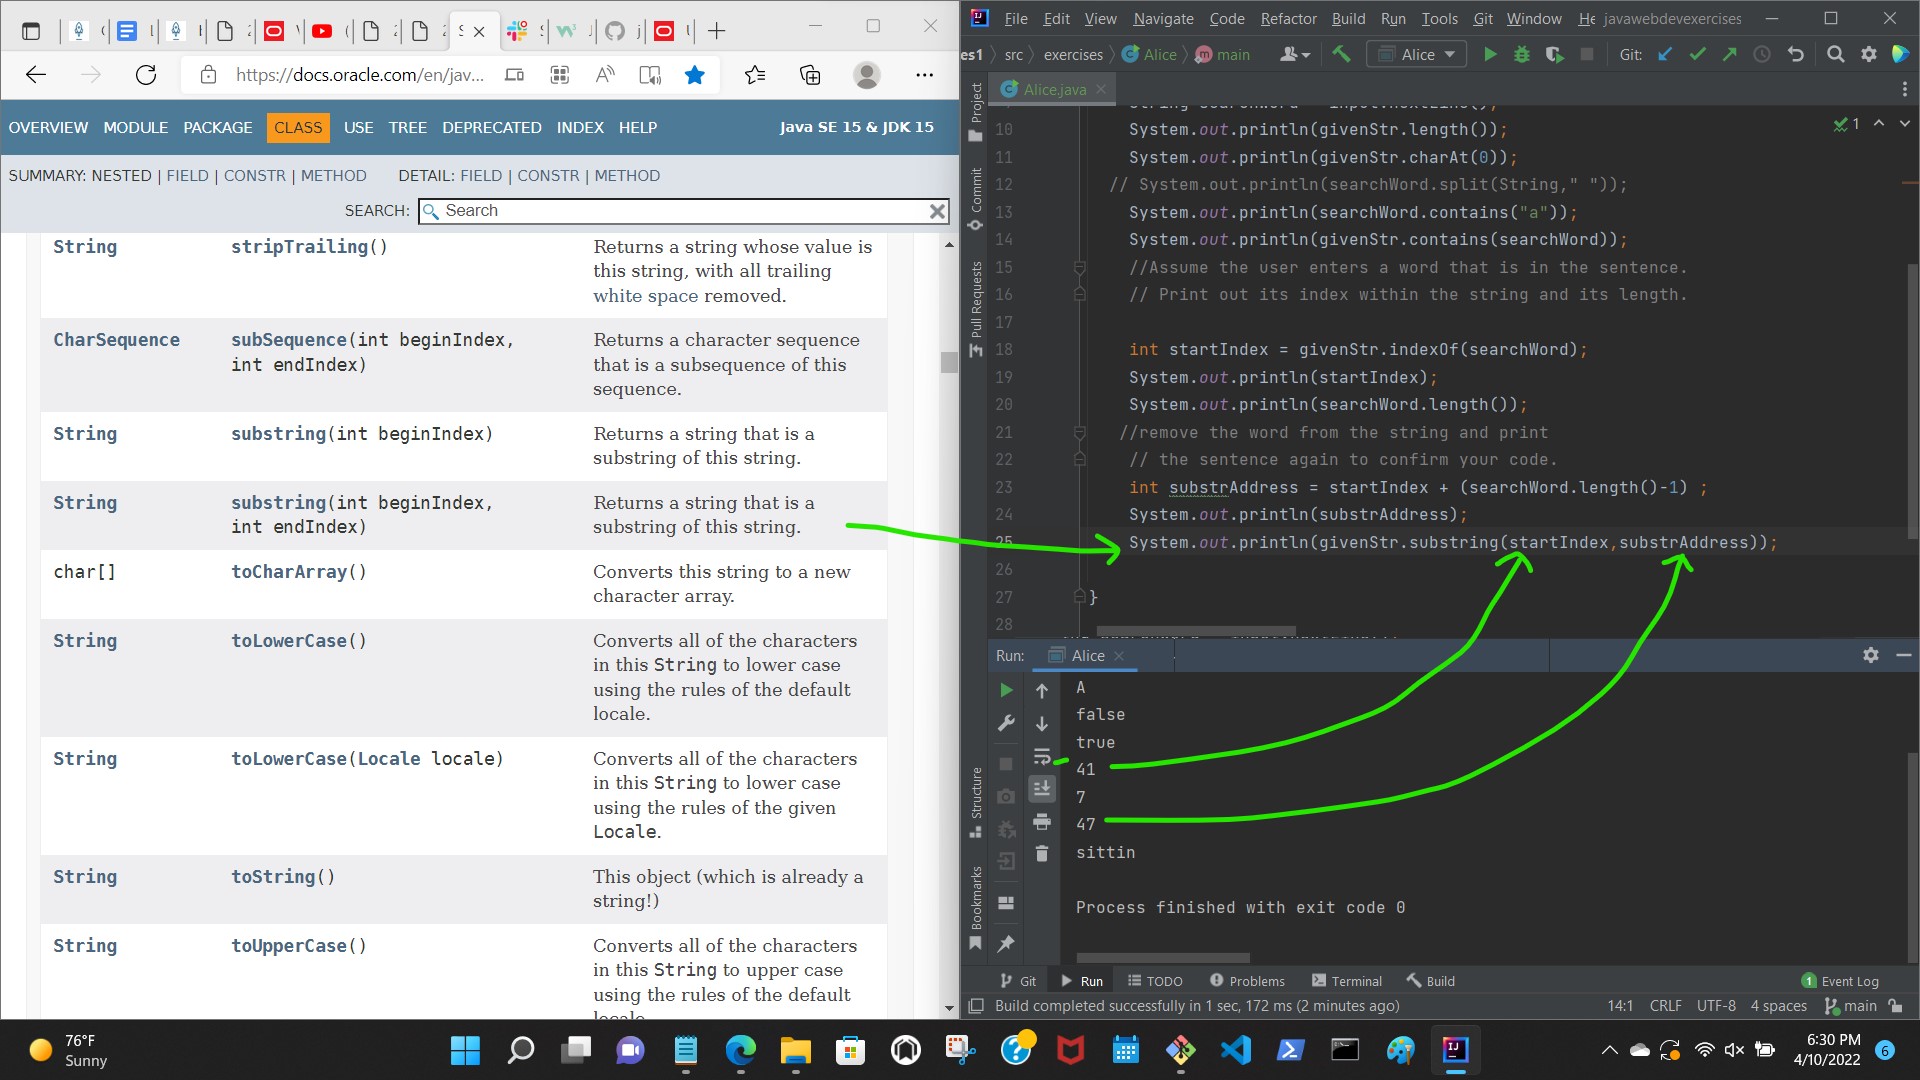 https://docs.oracle.com/en/jav...
OVERVIEW MODULE PACKAGE CLASS USE TREE DEPRECATED INDEX HELP Java SE 15 & JDK 15
SUMMARY: NESTED | FIELD | CONSTR | METHOD DETAIL: FIELD | CONSTR | METHOD
SEARCH: Search
String stripTrailing() Returns a string whose value is
this string, with all trailing
white space removed.
CharSequence subSequence(int beginIndex, Returns a character sequence
int endIndex) that is a subsequence of this
sequence.
String substring(int beginIndex) Returns a string that is a
substring of this string.
String substring(int beginIndex, Returns a string that is a
int endIndex) substring of this string.
char[] toCharArray() Converts this string to a new
character array.
String toLowerCase() Converts all of the characters
in this String to lower case
using the rules of the default
locale.
String toLowerCase(Locale locale) Converts all of the characters
in this String to lower case
using the rules of the given
Locale.
String toString() This object (which is already a
string!)
String toUpperCase() Converts all of the characters
in this String to upper case
using the rules of the default
locale
File Edit View Navigate Code Refactor Build Run Tools Git Window He javawebdevexercises
es1 src exercises Alice main Alice Git:
Alice.java
Project
Commit
Pull Requests
Structure
Bookmarks
String searchWord = input.nextLine();
10 System.out.println(givenStr.length());
11 System.out.println(givenStr.charAt(0));
12 // System.out.println(searchWord.split(String," "));
13 System.out.println(searchWord.contains("a"));
14 System.out.println(givenStr.contains(searchWord));
15 //Assume the user enters a word that is in the sentence.
16 // Print out its index within the string and its length.
17
18 int startIndex = givenStr.indexOf(searchWord);
19 System.out.println(startIndex);
20 System.out.println(searchWord.length());
21 //remove the word from the string and print
22 // the sentence again to confirm your code.
23 int substrAddress = startIndex + (searchWord.length()-1) ;
24 System.out.println(substrAddress);
25 System.out.println(givenStr.substring(startIndex,substrAddress));
26
27 }
28
1
Run: Alice
A
false
true
41
7
47
sittin
Process finished with exit code 0
Git Run TODO Problems Terminal Build 1 Event Log
Build completed successfully in 1 sec, 172 ms (2 minutes ago) 14:1 CRLF UTF-8 4 spaces main
76°F
Sunny
6:30 PM
4/10/2022 6